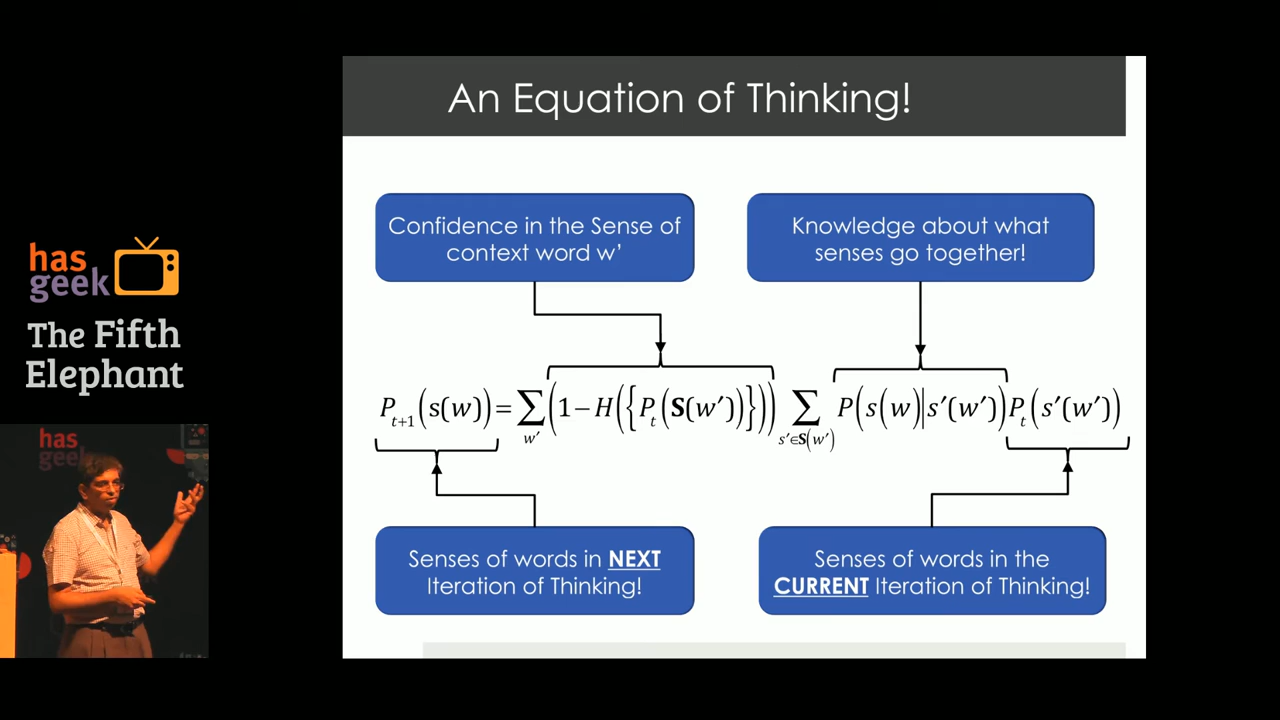 An Equation of Thinking!
Confidence in the Sense of
context word w’
Knowledge about what
senses go together!
has
geek
The Fifth
Elephant
P_{t+1}(s(w)) = ∑_{w′} (1 − H({P_t(S(w′))})) ∑_{s′∈S(w′)} P(s(w)|s′(w′)) P_t(s′(w′))
has
geek
Senses of words in NEXT
Iteration of Thinking!
Senses of words in the
CURRENT Iteration of Thinking!